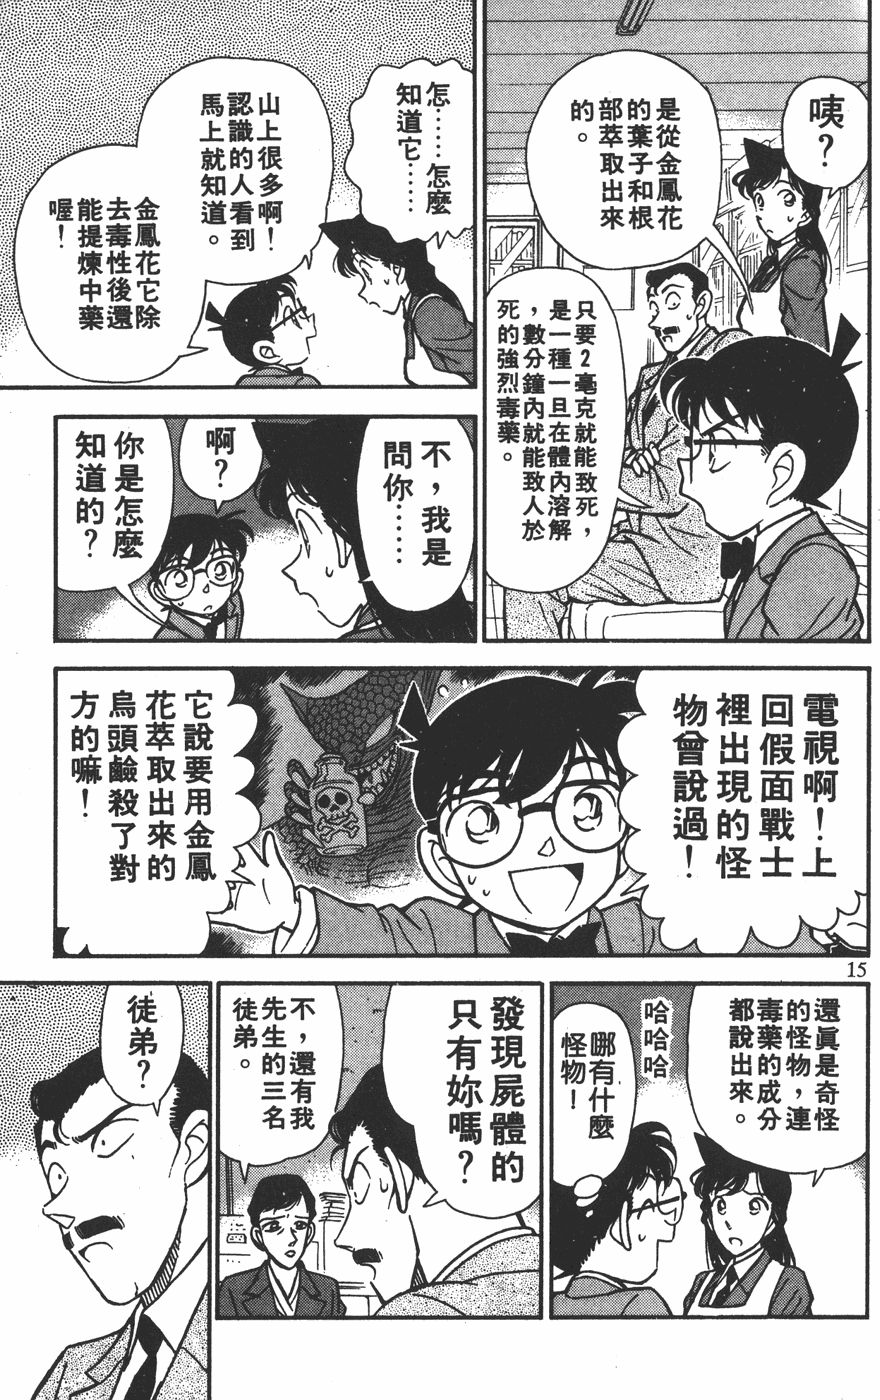 咦?
是從金鳳花
的葉子和根
部萃取出來
的。
只要2毫克就能致死，
是一種一旦在體內溶解
，數分鐘內就能致人於
死的強烈毒藥。
怎……怎麼
知道它……
山上很多啊！
認識的人看到
馬上就知道。
金鳳花它除
去毒性後還
能提煉中藥
喔！
不，我是
問你……
啊?
你是怎麼
知道的?
電視啊！上
回假面戰士
裡出現的怪
物曾說過！
它說要用金鳳
花萃取出來的
烏頭鹼殺了對
方的嘛！
15
還真是奇怪
的怪物，連
毒藥的成分
都說出來。
哈哈哈
哪有什麼
怪物！
發現屍體的
只有妳嗎?
不，還有我
先生的三名
徒弟。
徒弟?